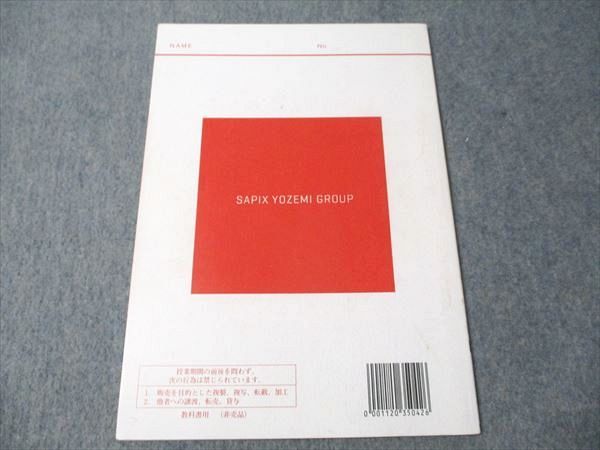 NAME No.
SAPIX YOZEMI GROUP
授業期間の前後を問わず、
次の行為は禁じられています。
1. 販売を目的とした複製、複写、転載、加工
2. 他者への譲渡、転売、貸与
教科書用 (非売品)
0 001120 350426